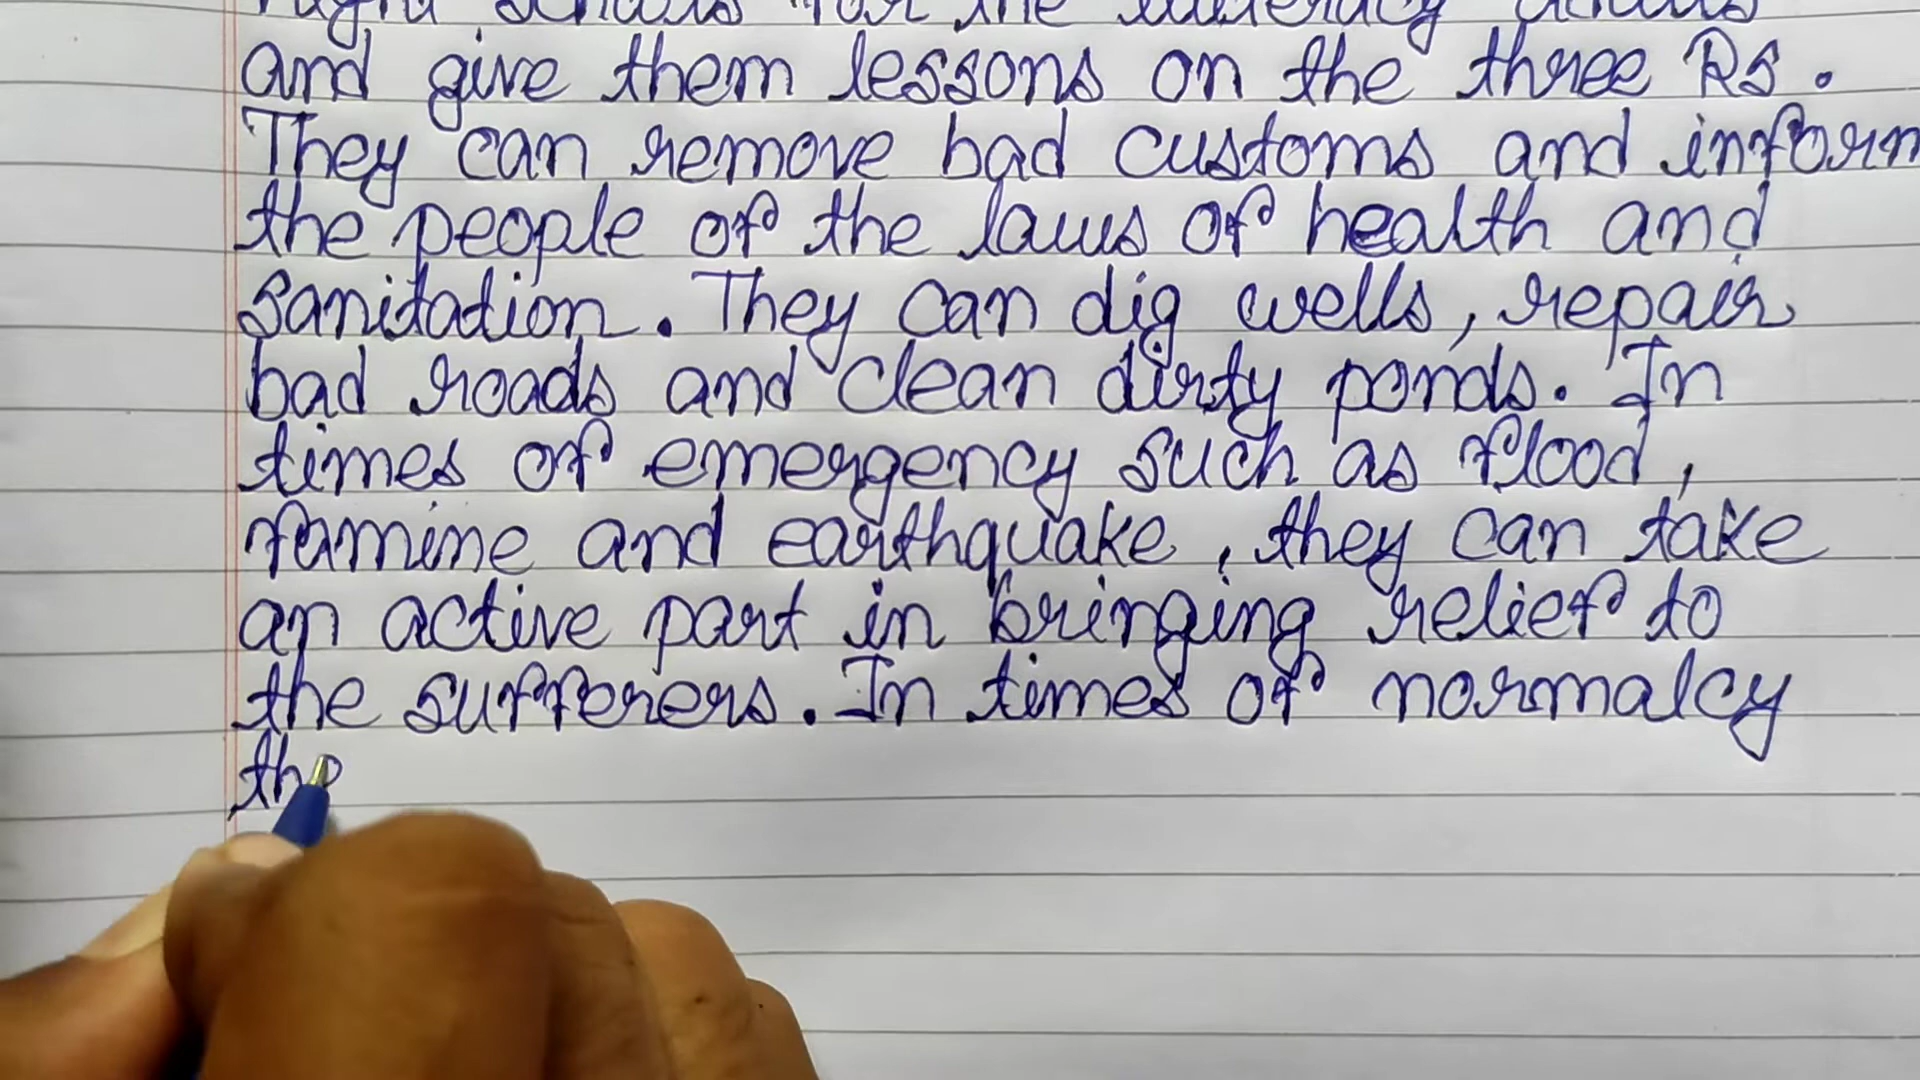 for the
and give them lessons on the three Rs.
They can remove bad customs and inform
the people of the laws of health and
sanitation. They can dig wells, repair
bad roads and clean dirty ponds. In
times of emergency such as flood,
famine and earthquake, they can take
an active part in bringing relief to
the sufferers. In times of normalcy
the